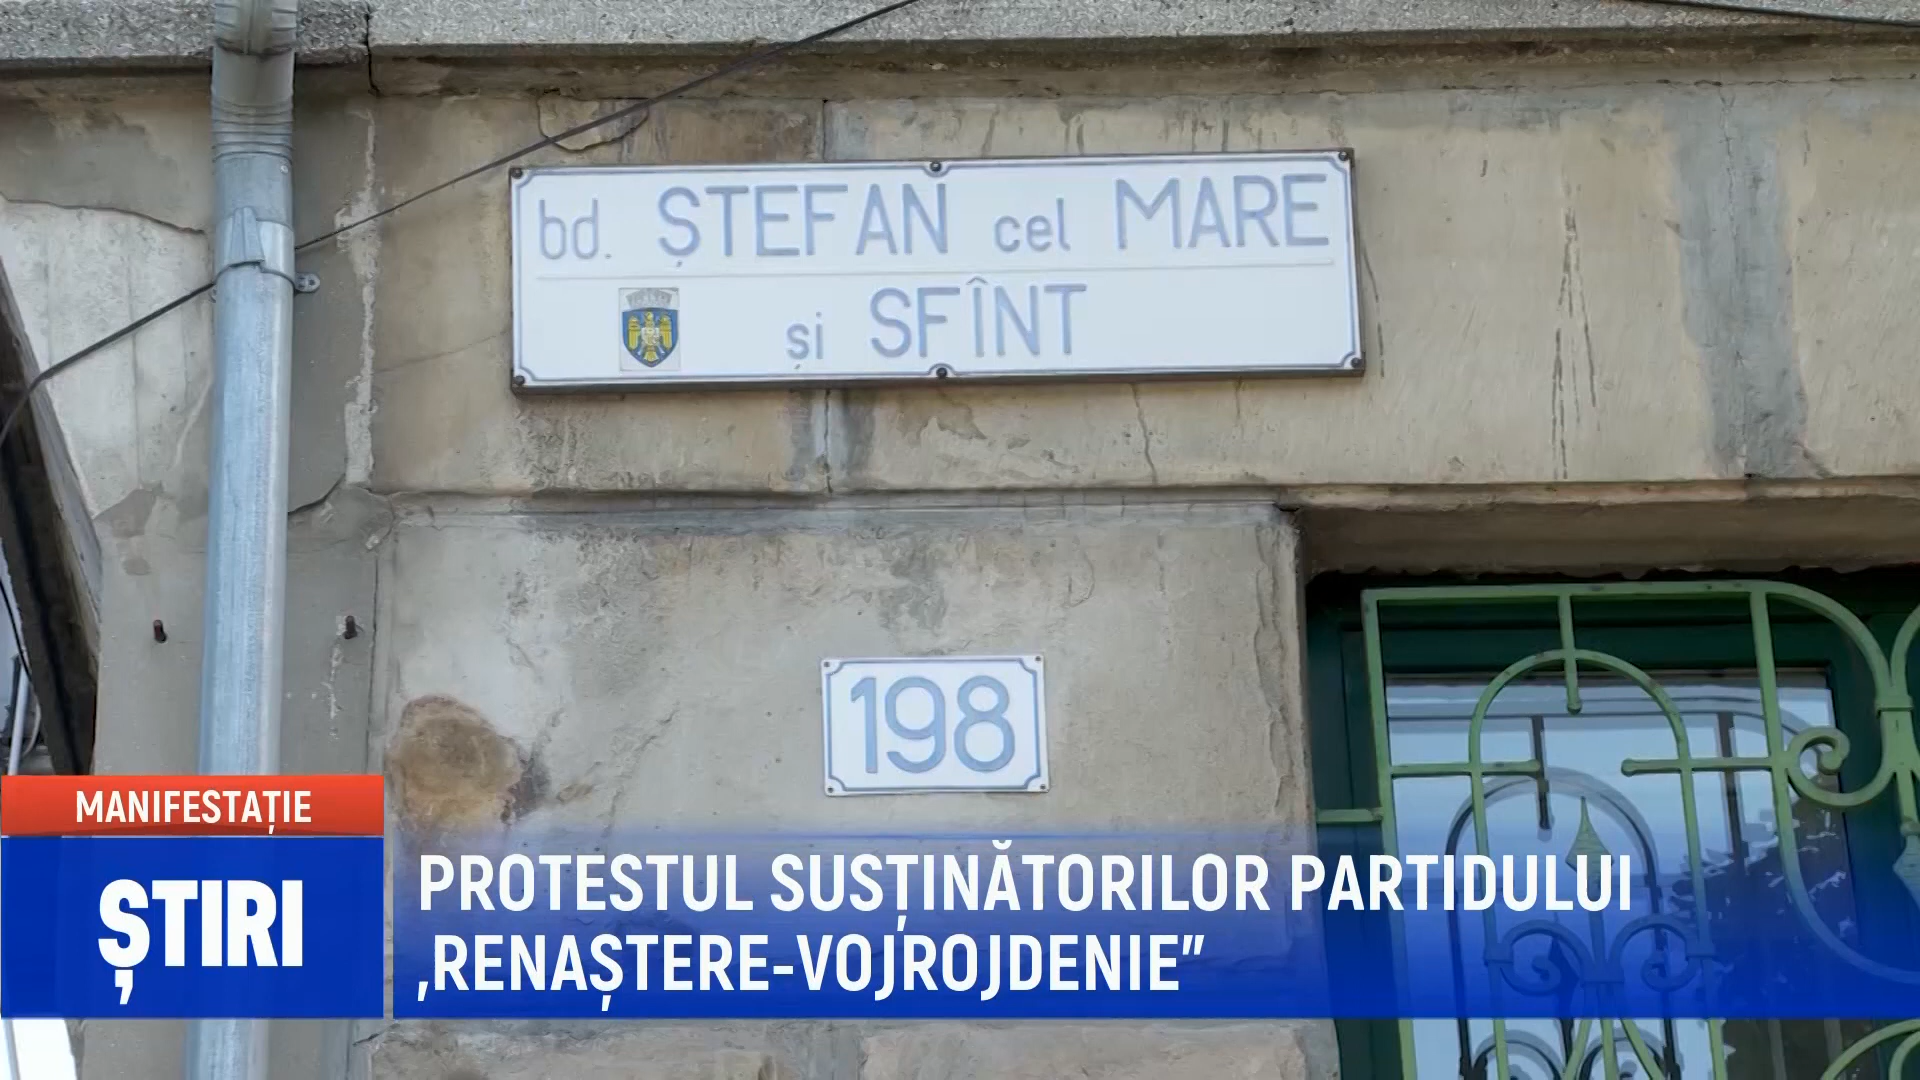 bd. ȘTEFAN cel MARE
și SFÎNT
198
MANIFESTAȚIE
ȘTIRI
PROTESTUL SUSȚINĂTORILOR PARTIDULUI
‚RENAȘTERE-VOJROJDENIE”